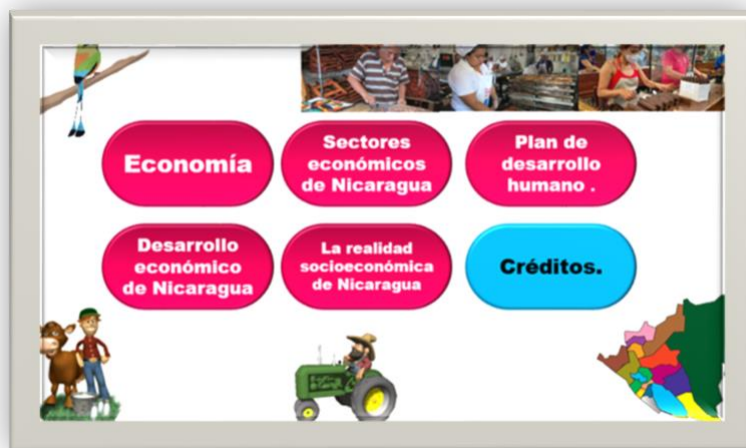 Economía
Sectores
económicos
de Nicaragua
Plan de
desarrollo
humano .
Desarrollo
económico
de Nicaragua
La realidad
socioeconómica
de Nicaragua
Créditos.